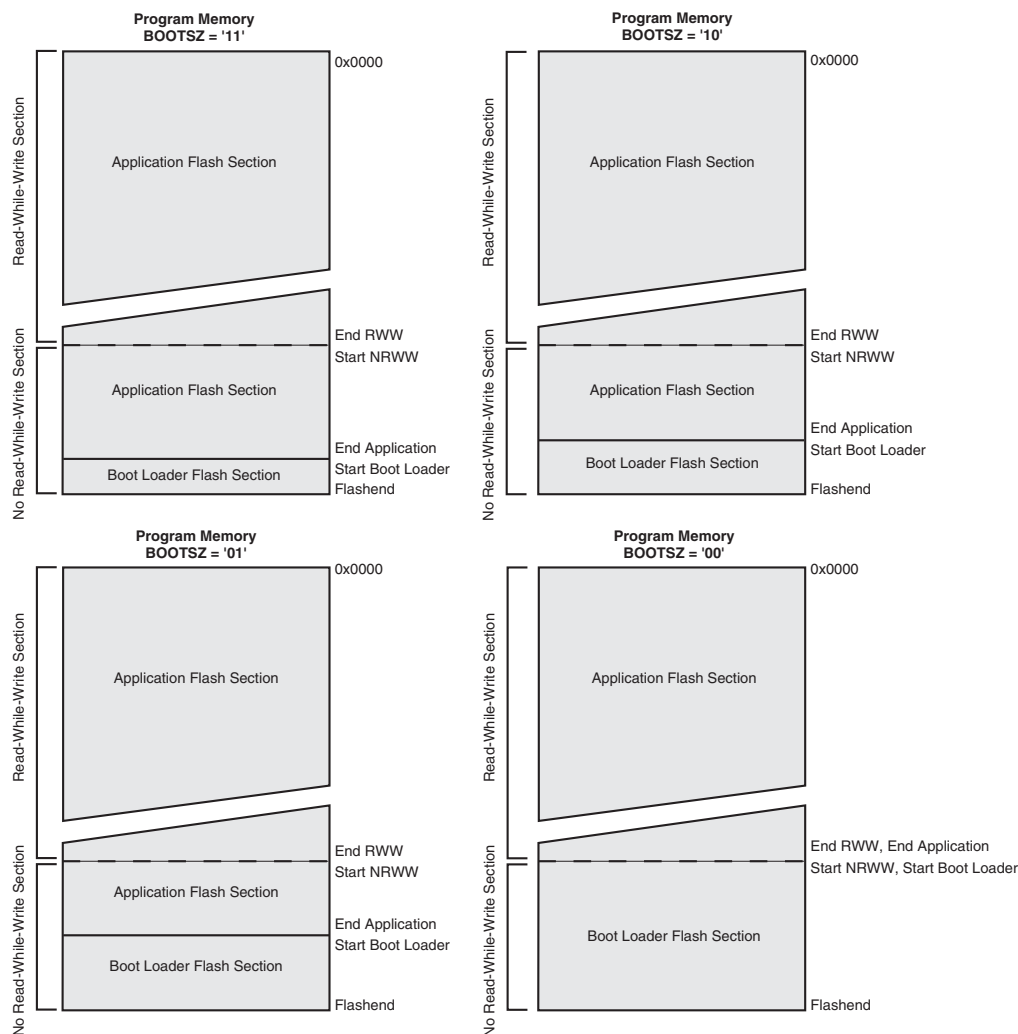 Program Memory
BOOTSZ = '11'
Read-While-Write Section
No Read-While-Write Section
0x0000
Application Flash Section
End RWW
Start NRWW
Application Flash Section
End Application
Start Boot Loader
Boot Loader Flash Section
Flashend
Program Memory
BOOTSZ = '10'
Read-While-Write Section
No Read-While-Write Section
0x0000
Application Flash Section
End RWW
Start NRWW
Application Flash Section
End Application
Start Boot Loader
Boot Loader Flash Section
Flashend
Program Memory
BOOTSZ = '01'
Read-While-Write Section
No Read-While-Write Section
0x0000
Application Flash Section
End RWW
Start NRWW
Application Flash Section
End Application
Start Boot Loader
Boot Loader Flash Section
Flashend
Program Memory
BOOTSZ = '00'
Read-While-Write Section
No Read-While-Write Section
0x0000
Application Flash Section
End RWW, End Application
Start NRWW, Start Boot Loader
Boot Loader Flash Section
Flashend